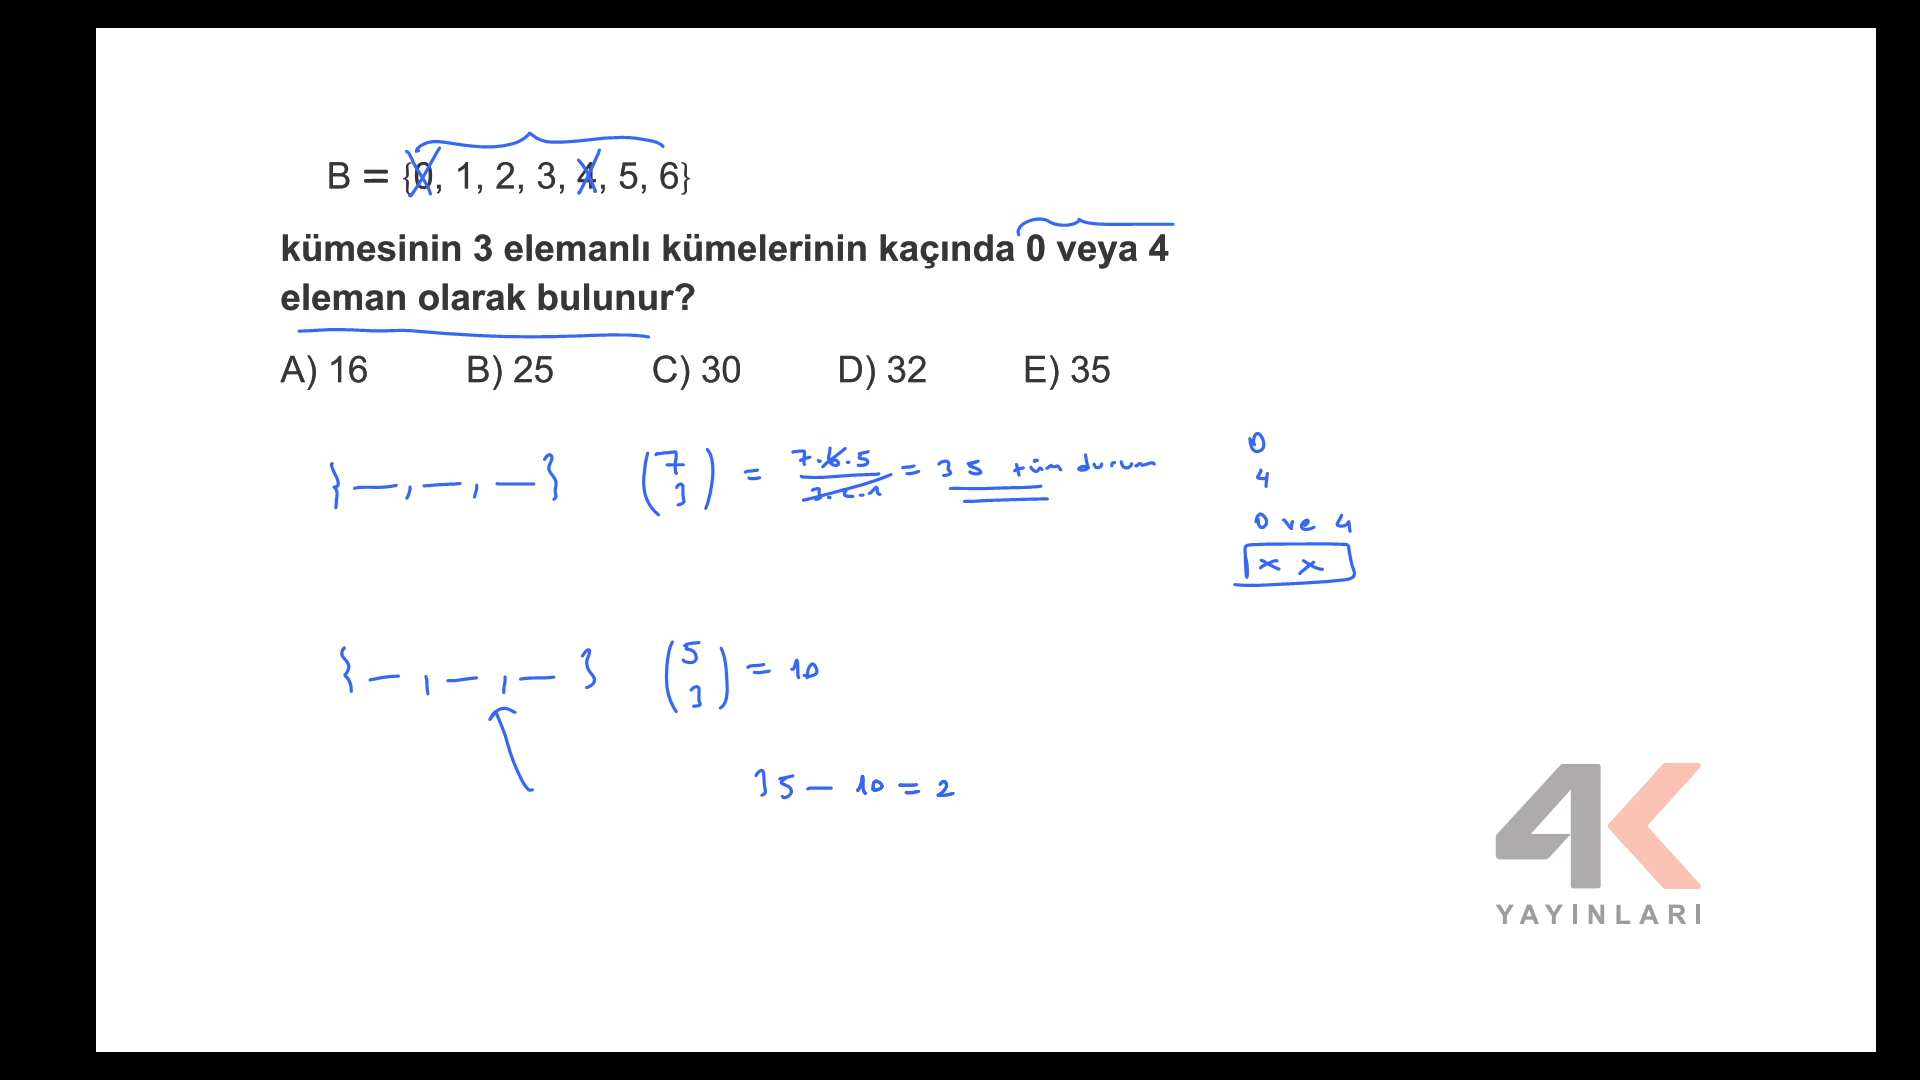 B = {0, 1, 2, 3, 4, 5, 6}
kümesinin 3 elemanlı kümelerinin kaçında 0 veya 4
eleman olarak bulunur?
A) 16 B) 25 C) 30 D) 32 E) 35
0
{—, —, —} (7 3) = 7.6.5 / 3.2.1 = 35 tüm durum
4
0 ve 4
x x
{—, —, —} (5 3) = 10
35 — 10 = 2
4K
YAYINLARI